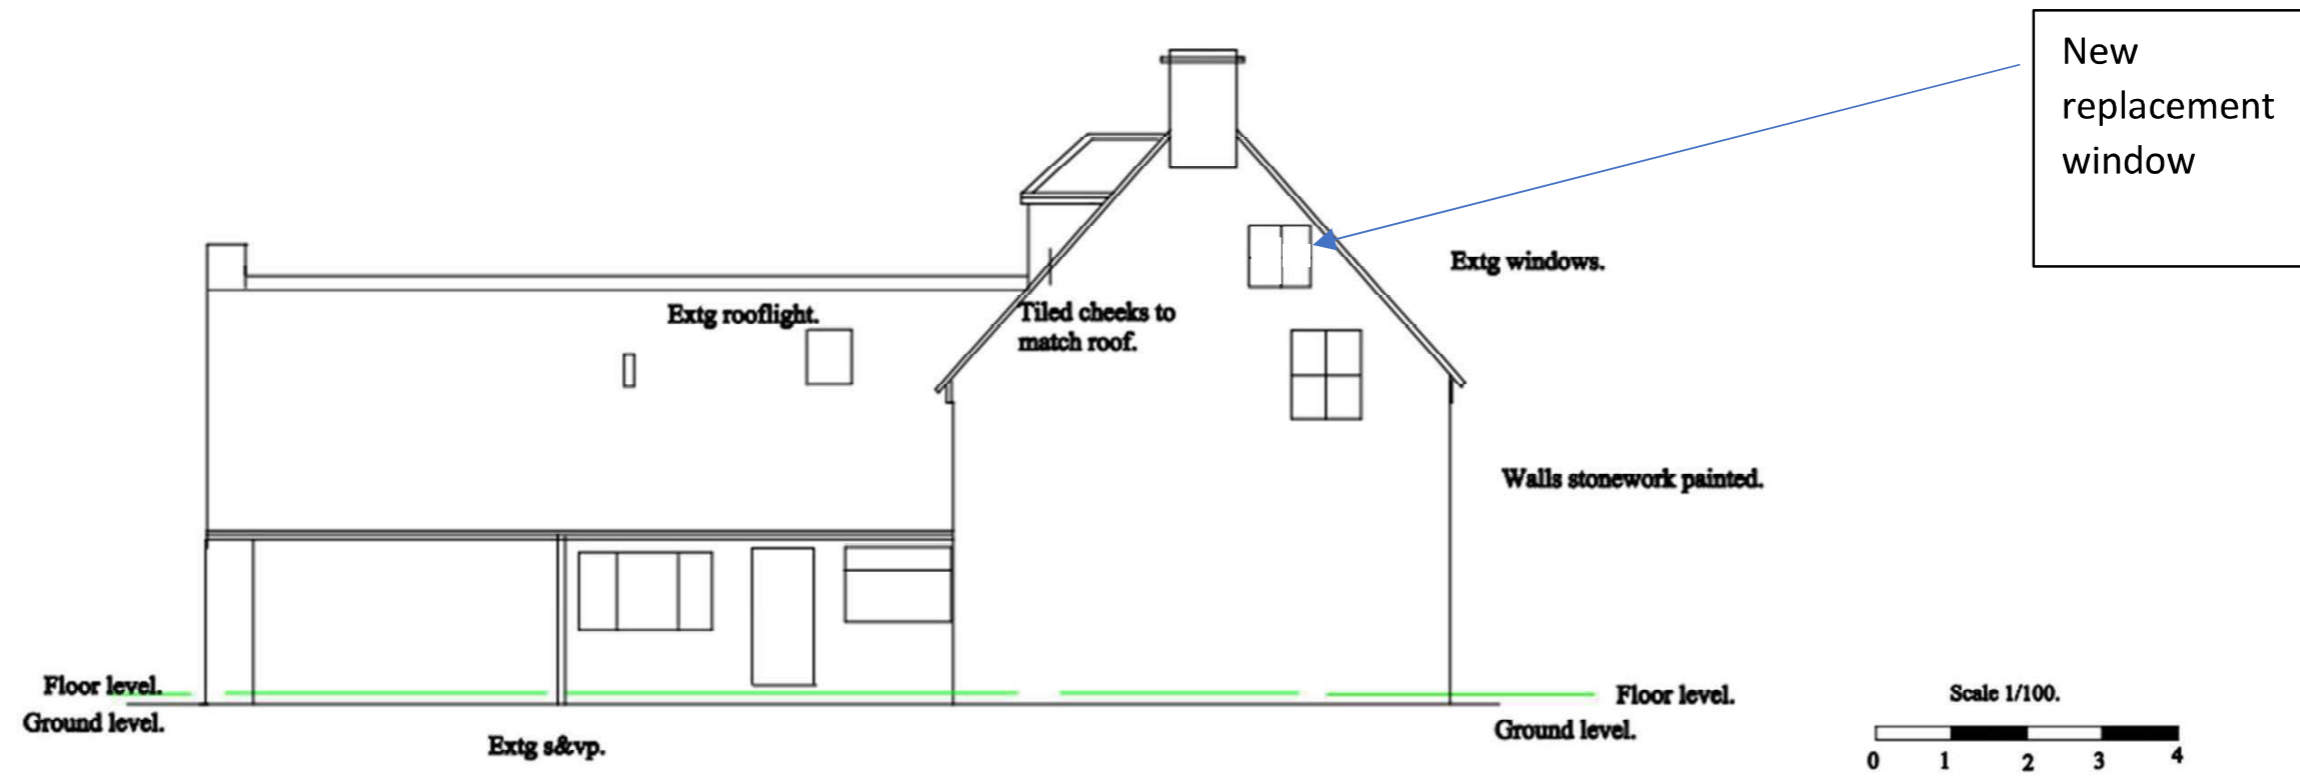 New
replacement
window
Extg windows.
Extg rooflight.
Tiled cheeks to
match roof.
Walls stonework painted.
Floor level.
Ground level.
Extg s&vp.
Floor level.
Ground level.
Scale 1/100.
0 1 2 3 4